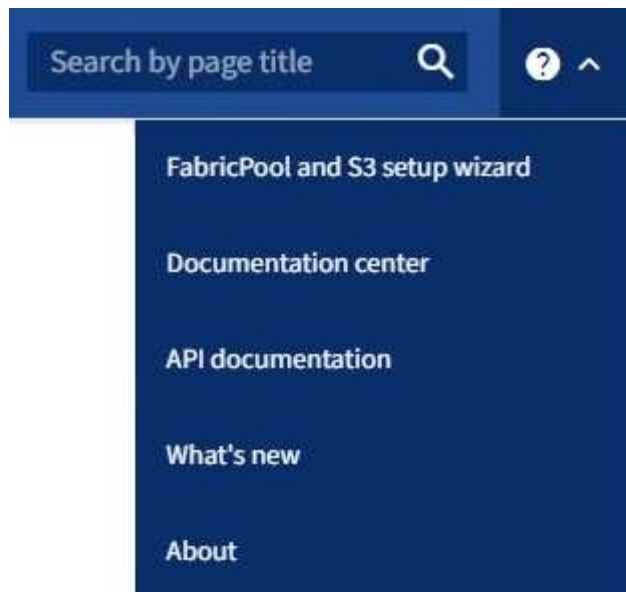 Search by page title
FabricPool and S3 setup wizard
Documentation center
API documentation
What's new
About